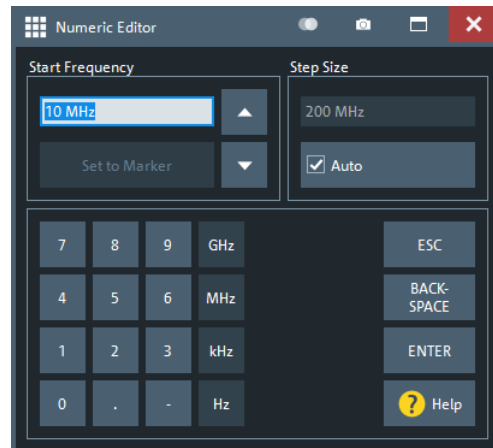 Numeric Editor
Start Frequency
Step Size
10 MHz
200 MHz
Set to Marker
Auto
7 8 9 GHz ESC
4 5 6 MHz BACK-
SPACE
1 2 3 kHz ENTER
0 . - Hz ? Help